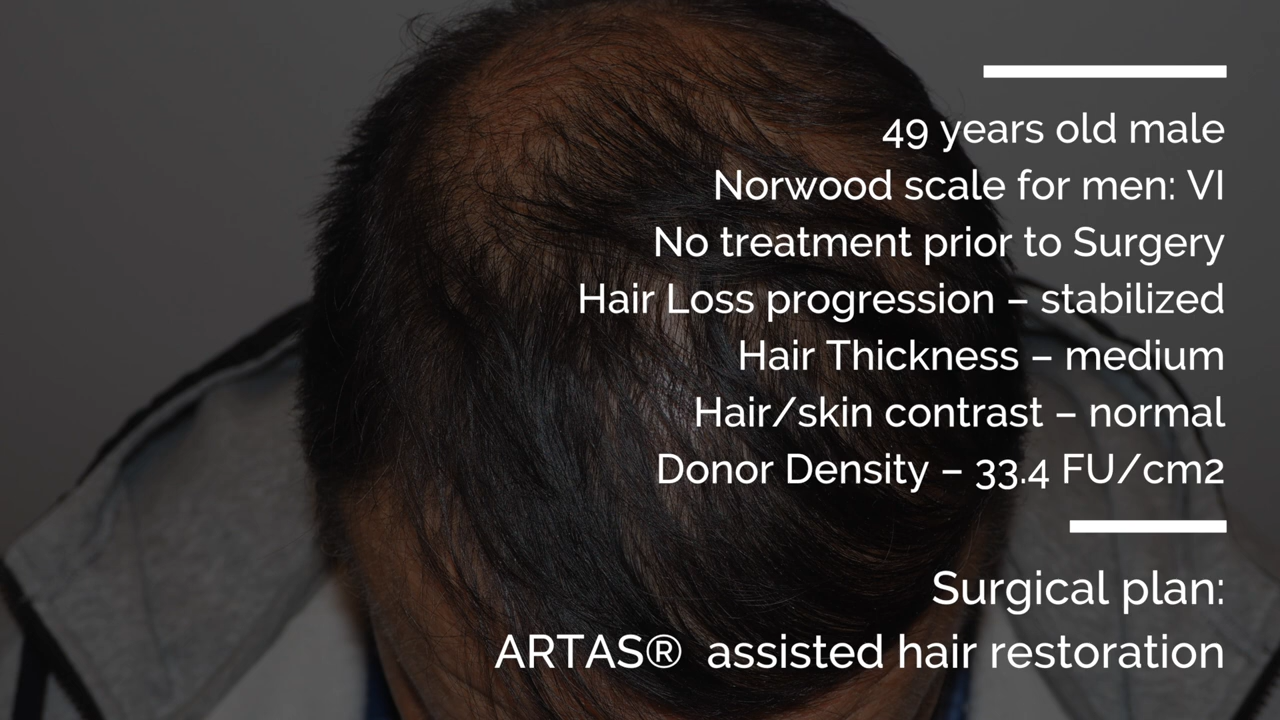 49 years old male
Norwood scale for men: VI
No treatment prior to Surgery
Hair Loss progression – stabilized
Hair Thickness – medium
Hair/skin contrast – normal
Donor Density – 33.4 FU/cm2
Surgical plan:
ARTAS® assisted hair restoration